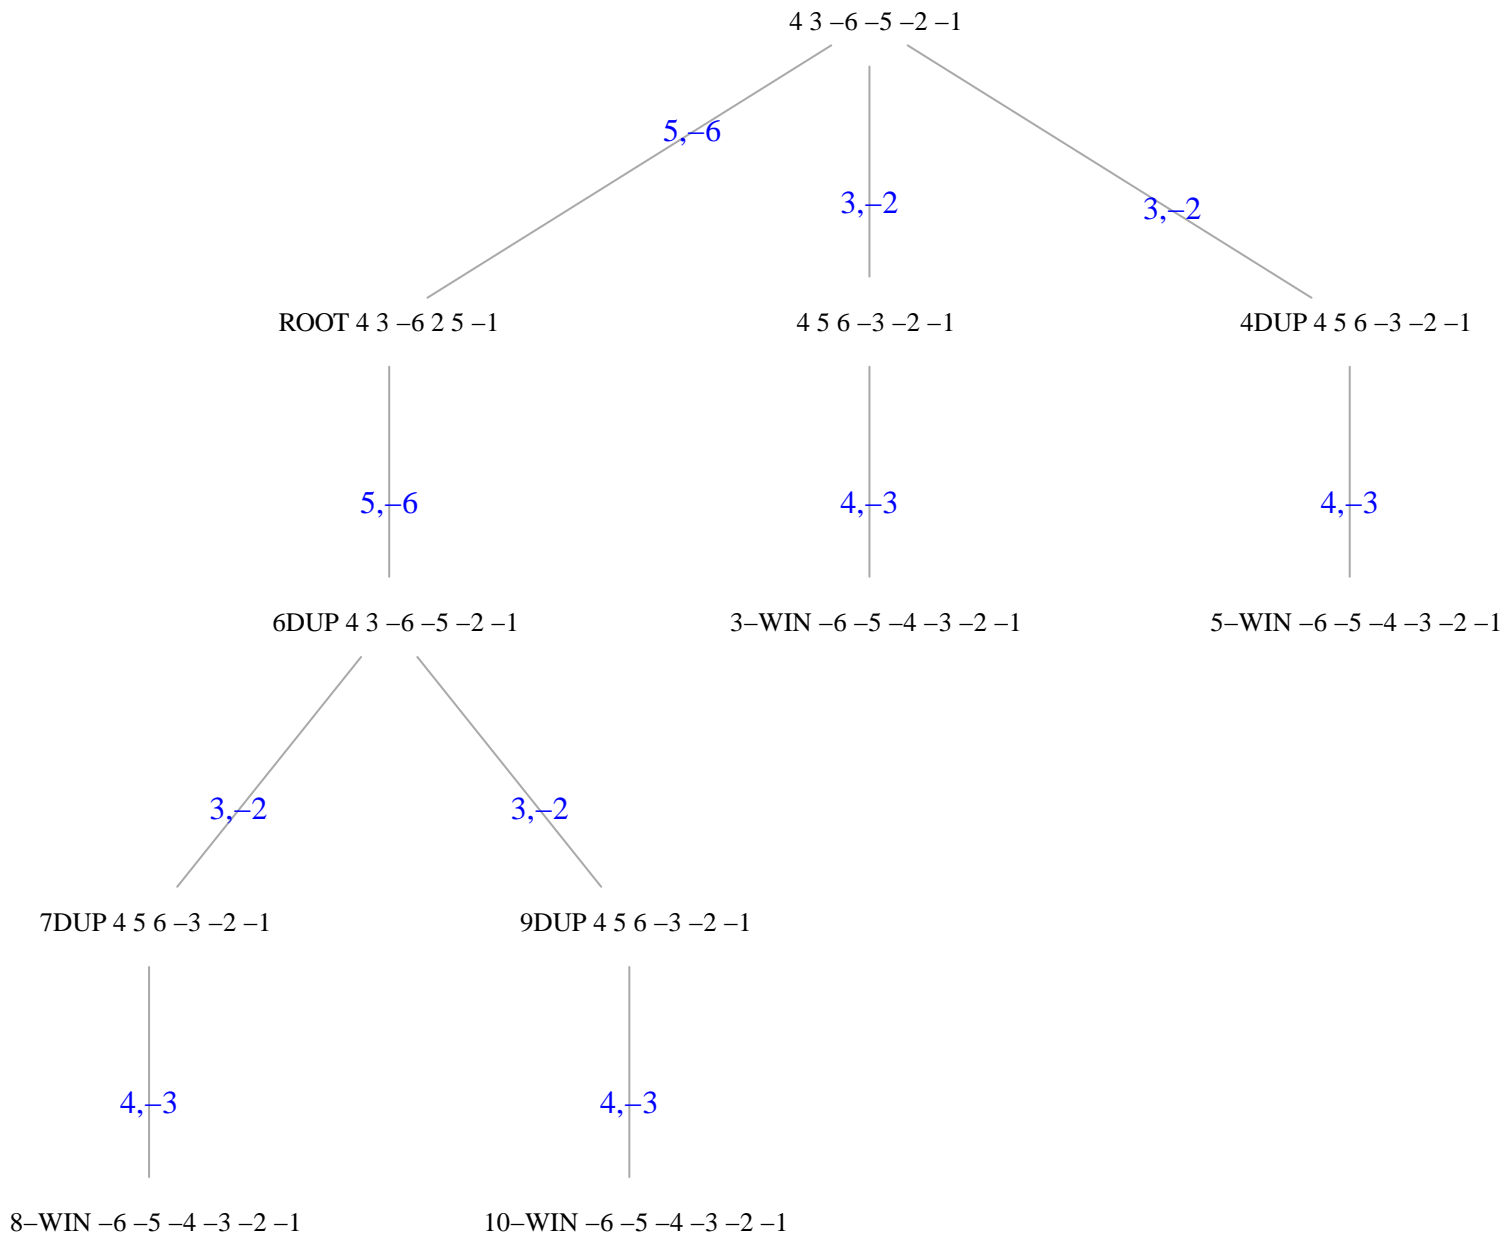 4 3 –6 –5 –2 –1
5,–6
3,–2
3,–2
ROOT 4 3 –6 2 5 –1
4 5 6 –3 –2 –1
4DUP 4 5 6 –3 –2 –1
5,–6
4,–3
4,–3
6DUP 4 3 –6 –5 –2 –1
3–WIN –6 –5 –4 –3 –2 –1
5–WIN –6 –5 –4 –3 –2 –1
3,–2
3,–2
7DUP 4 5 6 –3 –2 –1
9DUP 4 5 6 –3 –2 –1
4,–3
4,–3
8–WIN –6 –5 –4 –3 –2 –1
10–WIN –6 –5 –4 –3 –2 –1